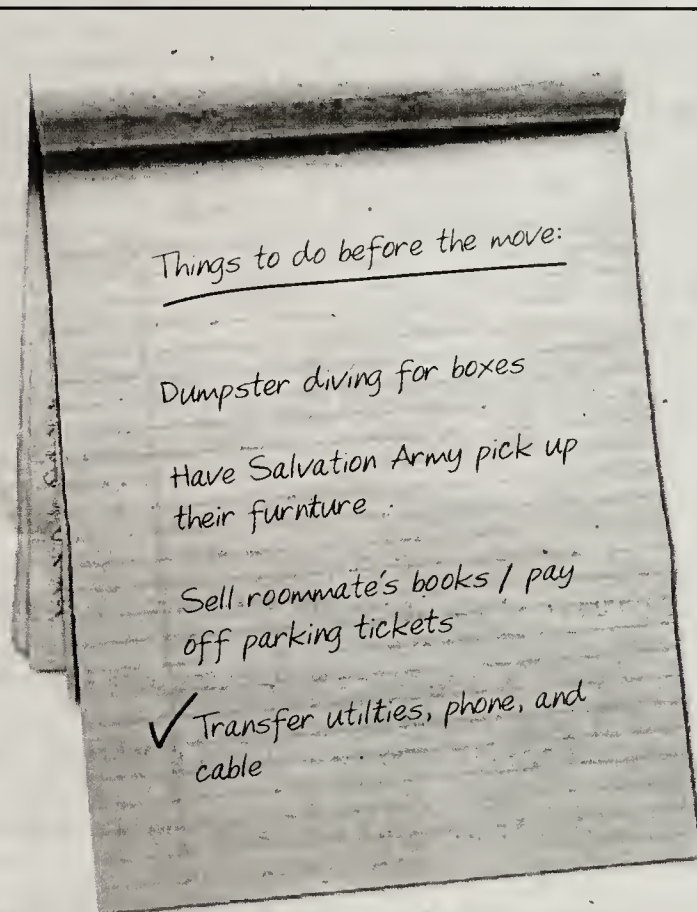 Things to do before the move:
Dumpster diving for boxes
Have Salvation Army pick up
their furnture
Sell roommate's books / pay
off parking tickets
✓ Transfer utilties, phone, and
cable